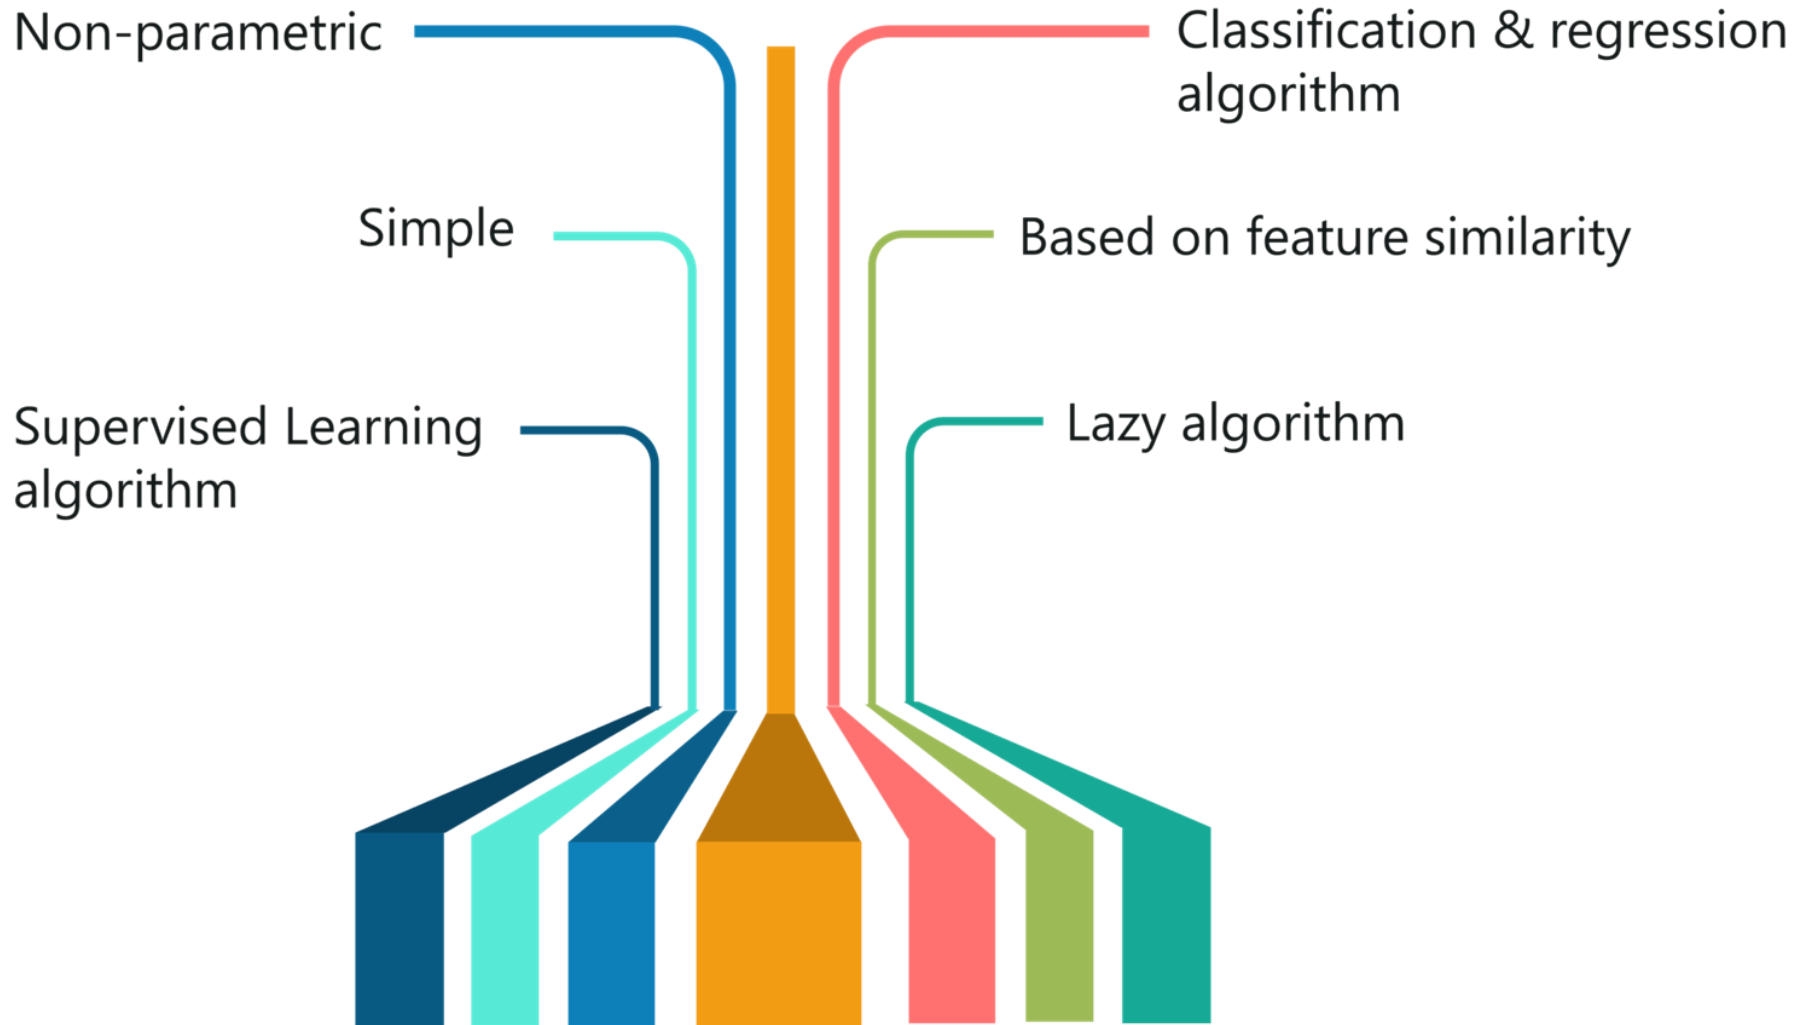 Non-parametric
Classification & regression
algorithm
Simple
Based on feature similarity
Supervised Learning
algorithm
Lazy algorithm